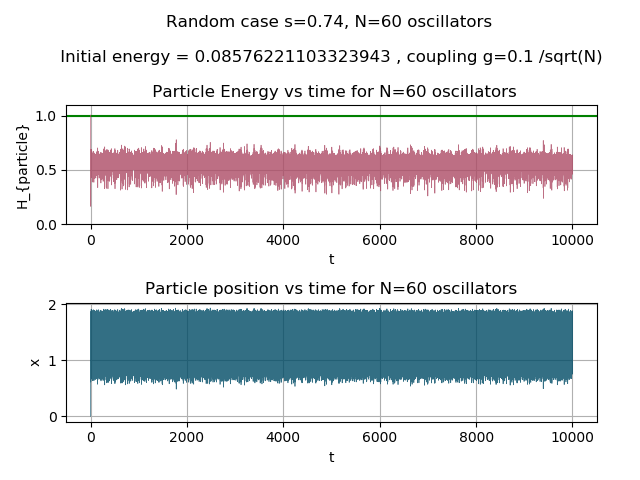 Random case s=0.74, N=60 oscillators
Initial energy = 0.08576221103323943 , coupling g=0.1 /sqrt(N)
Particle Energy vs time for N=60 oscillators
H_{particle}
1.0
0.5
0.0
0 2000 4000 6000 8000 10000
t
Particle position vs time for N=60 oscillators
x
2
1
0
0 2000 4000 6000 8000 10000
t